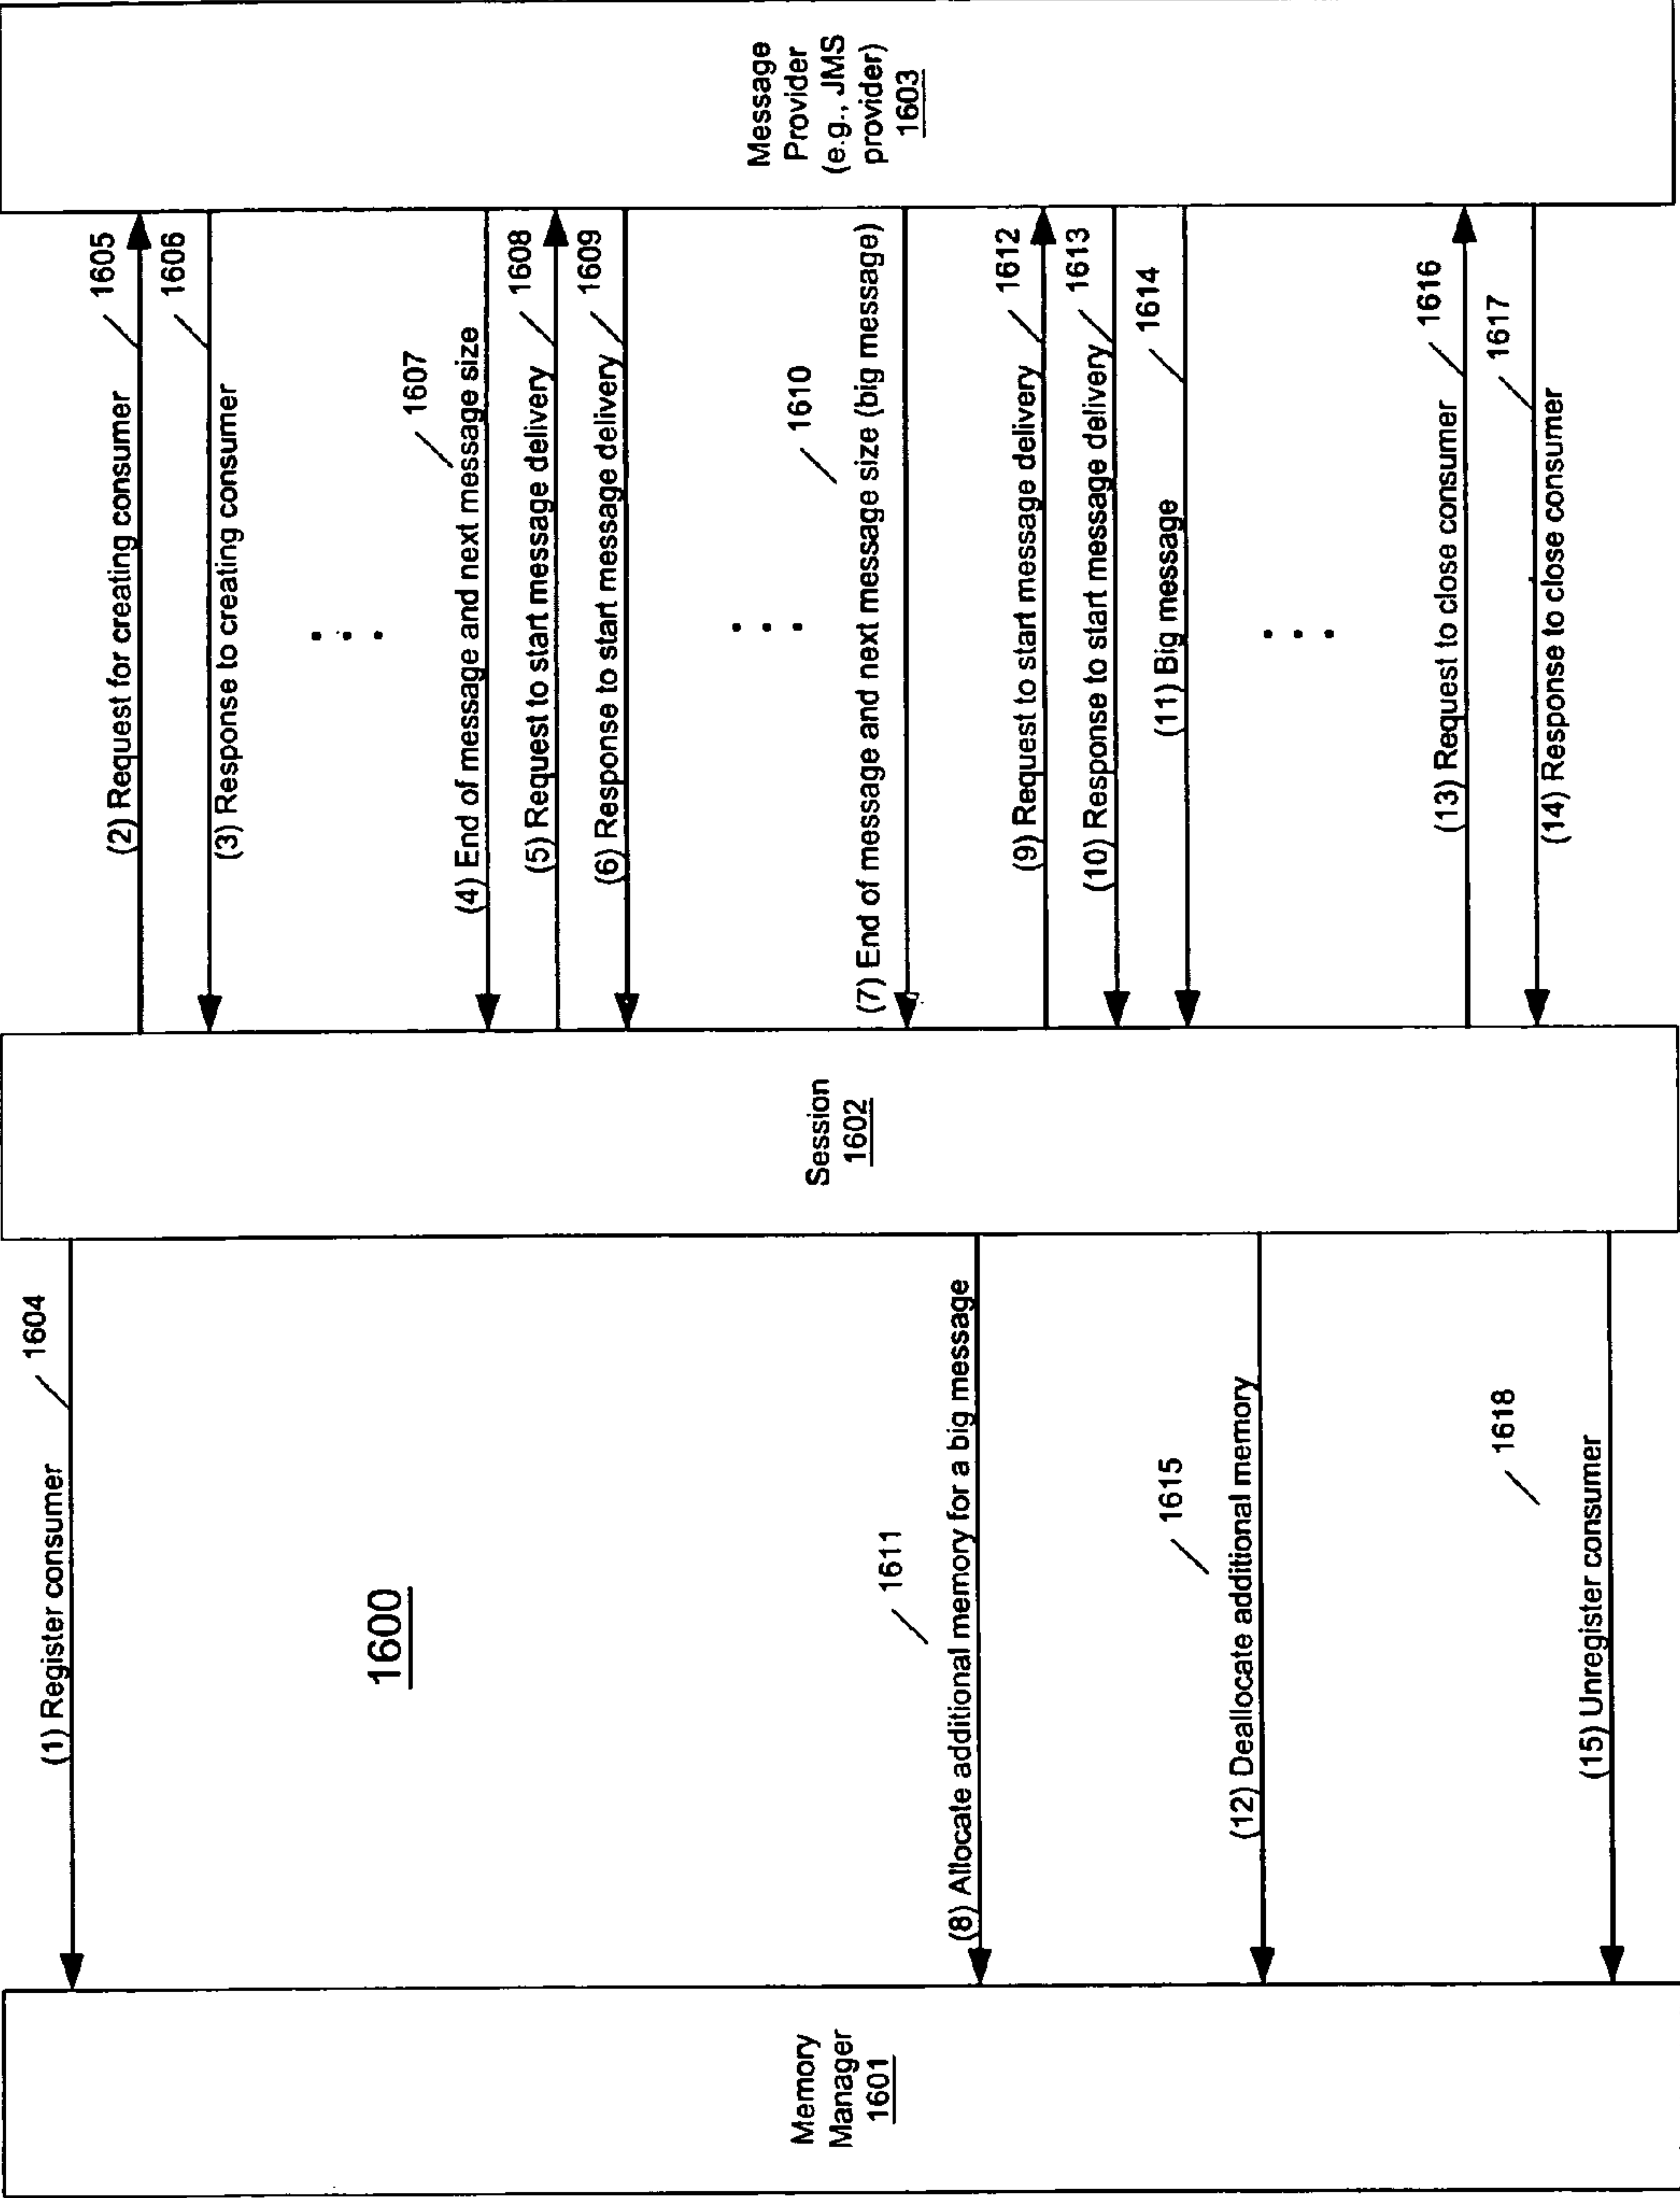 Memory
Manager
1601
Session
1602
Message
Provider
(e.g., JMS
provider)
1603
1600
(1) Register consumer
1604
(2) Request for creating consumer
1605
(3) Response to creating consumer
1606
. . .
(4) End of message and next message size
1607
(5) Request to start message delivery
1608
(6) Response to start message delivery
1609
. . .
(7) End of message and next message size (big message)
1610
(8) Allocate additional memory for a big message
1611
(9) Request to start message delivery
1612
(10) Response to start message delivery
1613
(11) Big message
1614
(12) Deallocate additional memory
1615
. . .
(13) Request to close consumer
1616
(14) Response to close consumer
1617
(15) Unregister consumer
1618